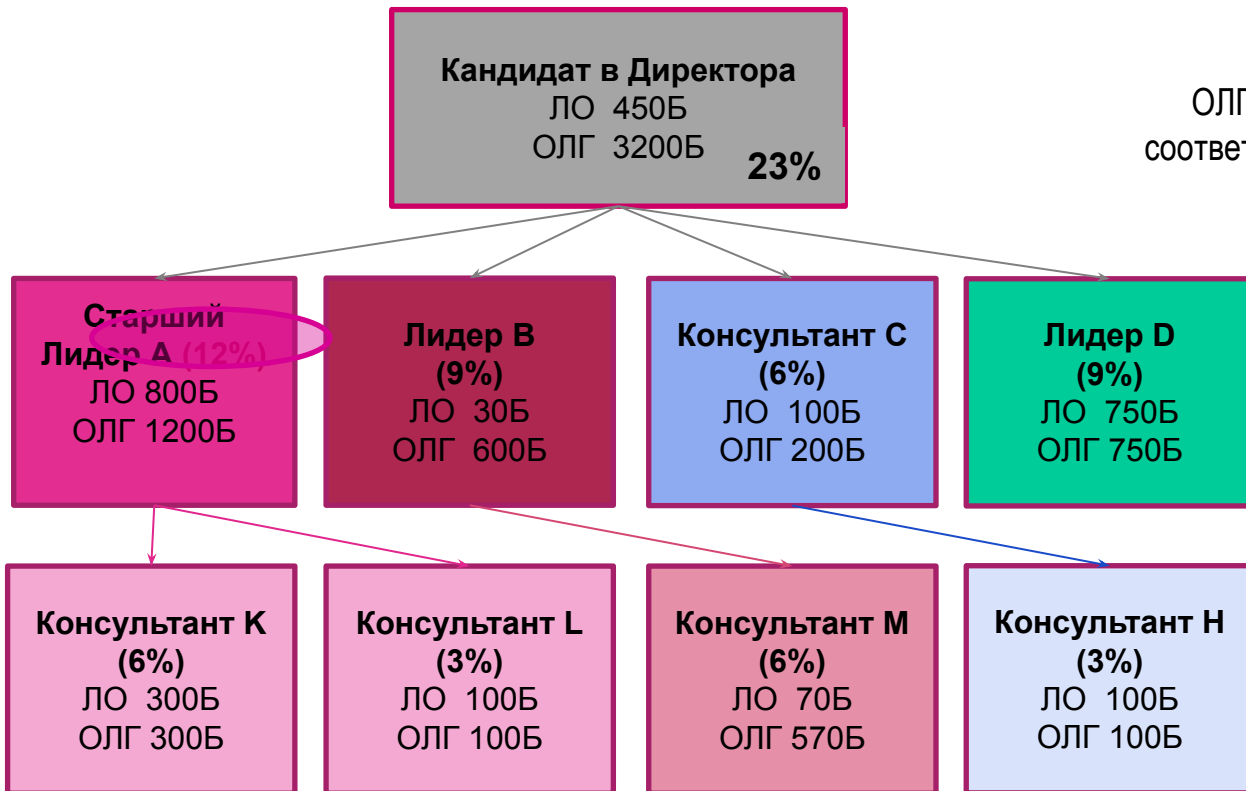 Кандидат в Директора
ЛО 450Б
ОЛГ 3200Б
23%
ОЛГ
соответ
Старший
Лидер А (12%)
ЛО 800Б
ОЛГ 1200Б
Лидер В
(9%)
ЛО 30Б
ОЛГ 600Б
Консультант С
(6%)
ЛО 100Б
ОЛГ 200Б
Лидер D
(9%)
ЛО 750Б
ОЛГ 750Б
Консультант K
(6%)
ЛО 300Б
ОЛГ 300Б
Консультант L
(3%)
ЛО 100Б
ОЛГ 100Б
Консультант М
(6%)
ЛО 70Б
ОЛГ 570Б
Консультант Н
(3%)
ЛО 100Б
ОЛГ 100Б